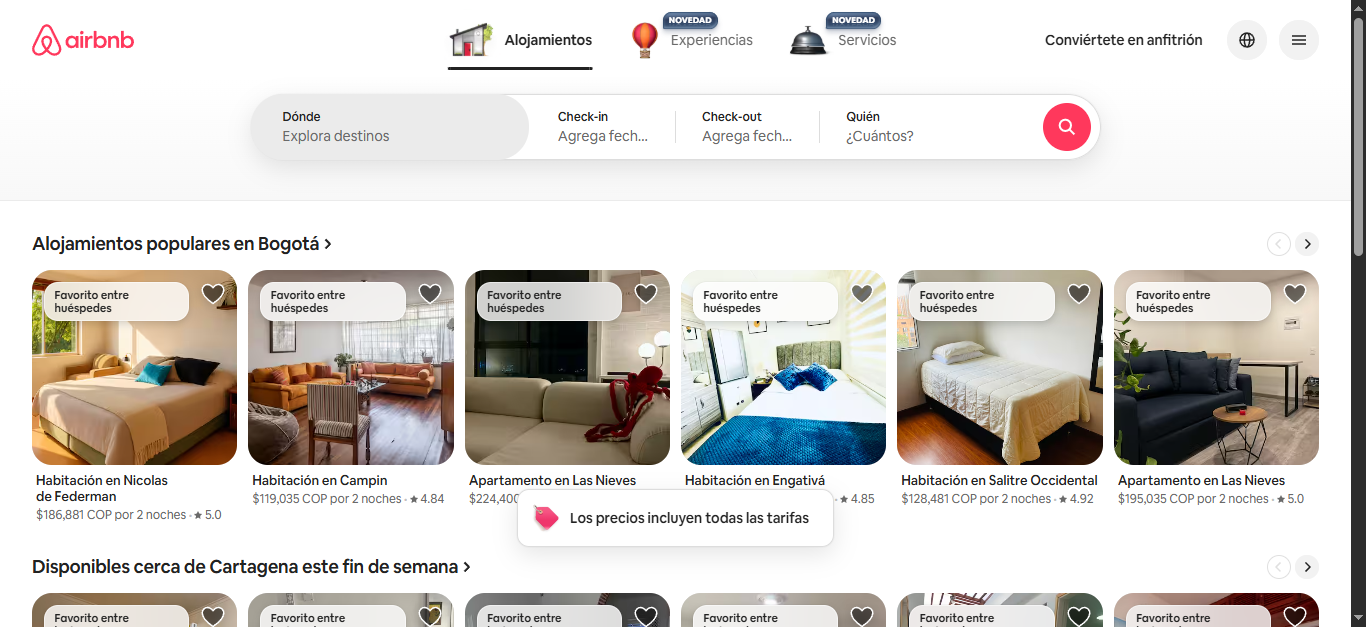 airbnb
Alojamientos
NOVEDAD
Experiencias
NOVEDAD
Servicios
Conviértete en anfitrión
Dónde
Explora destinos
Check-in
Agrega fech...
Check-out
Agrega fech...
Quién
¿Cuántos?
Alojamientos populares en Bogotá
Favorito entre
huéspedes
Favorito entre
huéspedes
Favorito entre
huéspedes
Favorito entre
huéspedes
Favorito entre
huéspedes
Favorito entre
huéspedes
Habitación en Nicolas
de Federman
$186,881 COP por 2 noches · ★ 5.0
Habitación en Campin
$119,035 COP por 2 noches · ★ 4.84
Apartamento en Las Nieves
$224,400
Habitación en Engativá
★ 4.85
Habitación en Salitre Occidental
$128,481 COP por 2 noches · ★ 4.92
Apartamento en Las Nieves
$195,035 COP por 2 noches · ★ 5.0
Los precios incluyen todas las tarifas
Disponibles cerca de Cartagena este fin de semana
Favorito entre
Favorito entre
Favorito entre
Favorito entre
Favorito entre
Favorito entre